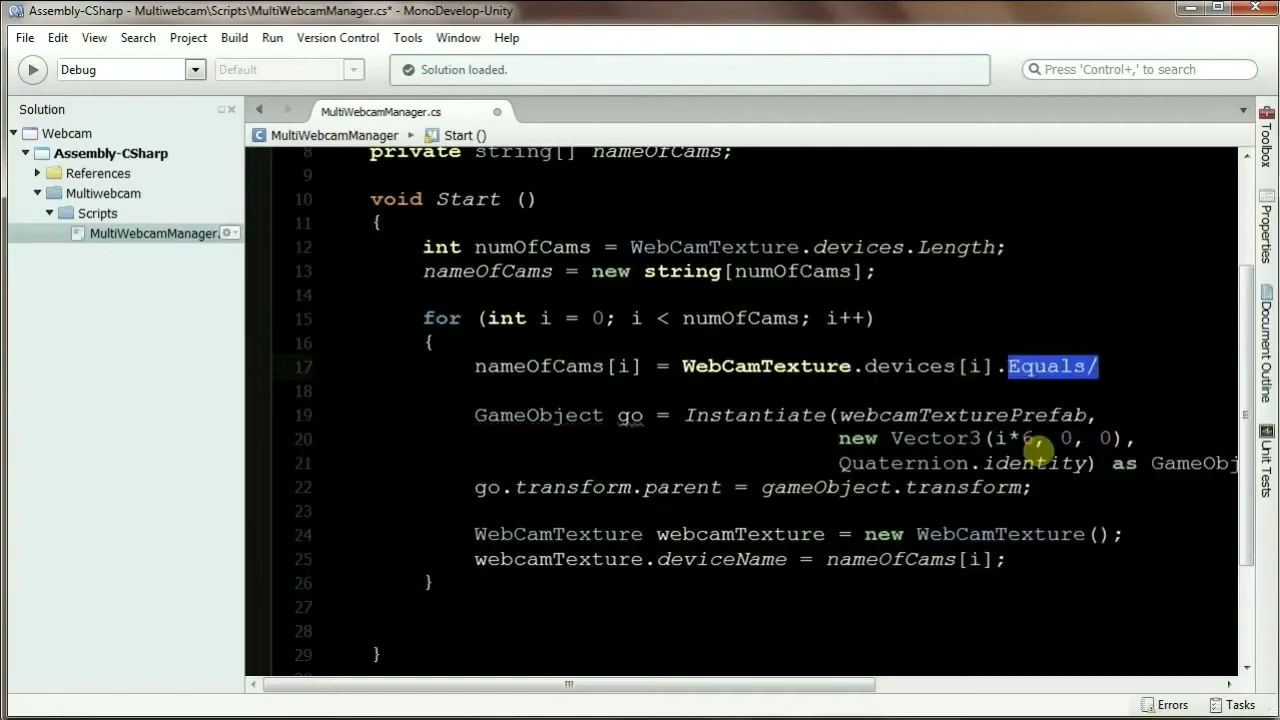 Assembly-CSharp - Multiwebcam\Scripts\MultiWebcamManager.cs* - MonoDevelop-Unity
File Edit View Search Project Build Run Version Control Tools Window Help
Debug Default Solution loaded. Press 'Control+,' to search
Solution
Webcam
Assembly-CSharp
References
Multiwebcam
Scripts
MultiWebcamManager.
MultiWebcamManager.cs
MultiWebcamManager Start ()
8 private string[] nameOfCams;
9
10 void Start ()
11 {
12 int numOfCams = WebCamTexture.devices.Length;
13 nameOfCams = new string[numOfCams];
14
15 for (int i = 0; i < numOfCams; i++)
16 {
17 nameOfCams[i] = WebCamTexture.devices[i].Equals/
18
19 GameObject go = Instantiate(webcamTexturePrefab,
20 new Vector3(i*6, 0, 0),
21 Quaternion.identity) as GameObj
22 go.transform.parent = gameObject.transform;
23
24 WebCamTexture webcamTexture = new WebCamTexture();
25 webcamTexture.deviceName = nameOfCams[i];
26 }
27
28
29 }
Toolbox
Properties
Document Outline
Unit Tests
Errors Tasks